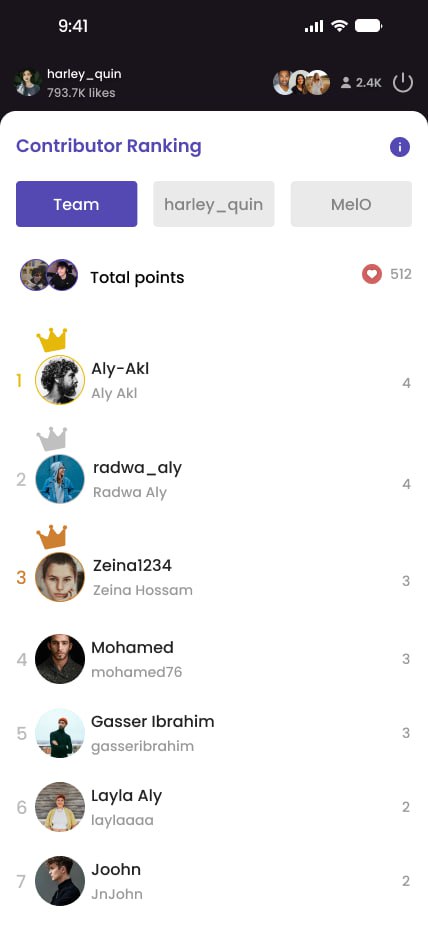 9:41
harley_quin
793.7K likes
2.4K
Contributor Ranking
i
Team
harley_quin
MelO
Total points
512
1
Aly-Akl
Aly Akl
4
2
radwa_aly
Radwa Aly
4
3
Zeina1234
Zeina Hossam
3
4
Mohamed
mohamed76
3
5
Gasser Ibrahim
gasseribrahim
3
6
Layla Aly
laylaaaa
2
7
Joohn
JnJohn
2